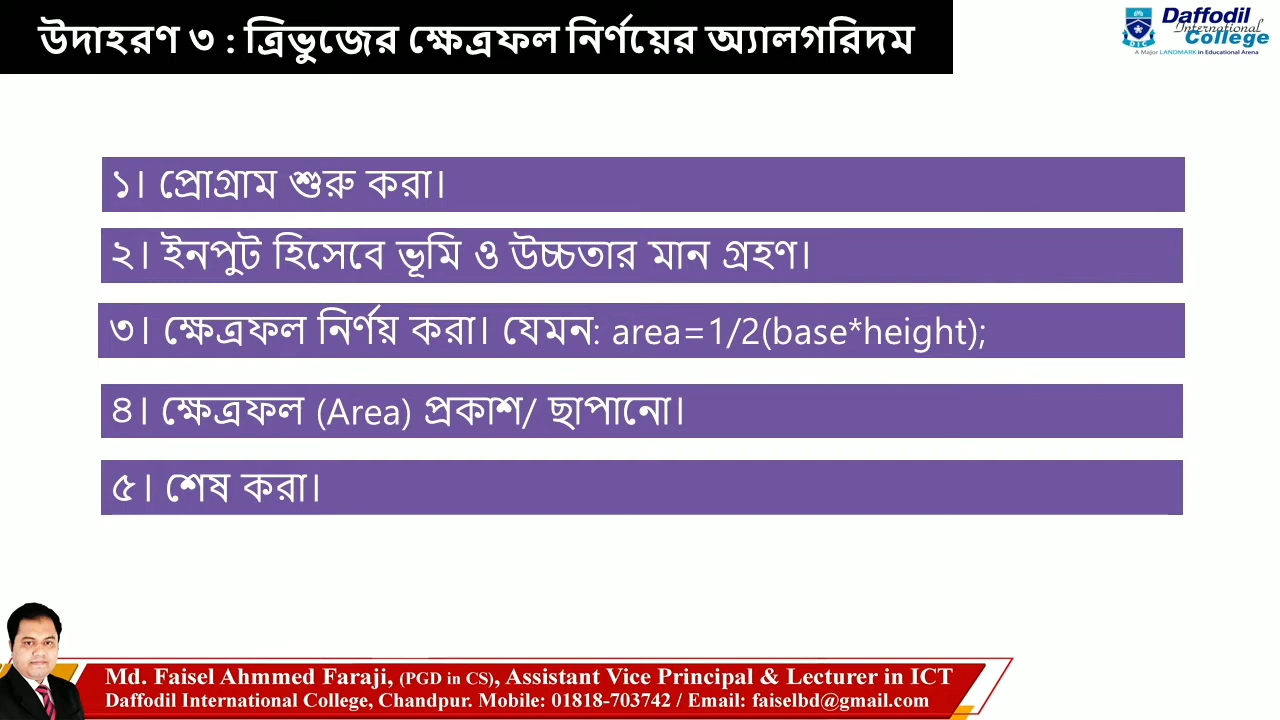 উদাহরণ ৩ : ত্রিভুজের ক্ষেত্রফল নির্ণয়ের অ্যালগরিদম
Daffodil
International
College
DIC
A Major LANDMARK in Educational Arena
১। প্রোগ্রাম শুরু করা।
২। ইনপুট হিসেবে ভূমি ও উচ্চতার মান গ্রহণ।
৩। ক্ষেত্রফল নির্ণয় করা। যেমন: area=1/2(base*height);
৪। ক্ষেত্রফল (Area) প্রকাশ/ ছাপানো।
৫। শেষ করা।
Md. Faisel Ahmmed Faraji, (PGD in CS), Assistant Vice Principal & Lecturer in ICT
Daffodil International College, Chandpur. Mobile: 01818-703742 / Email: faiselbd@gmail.com